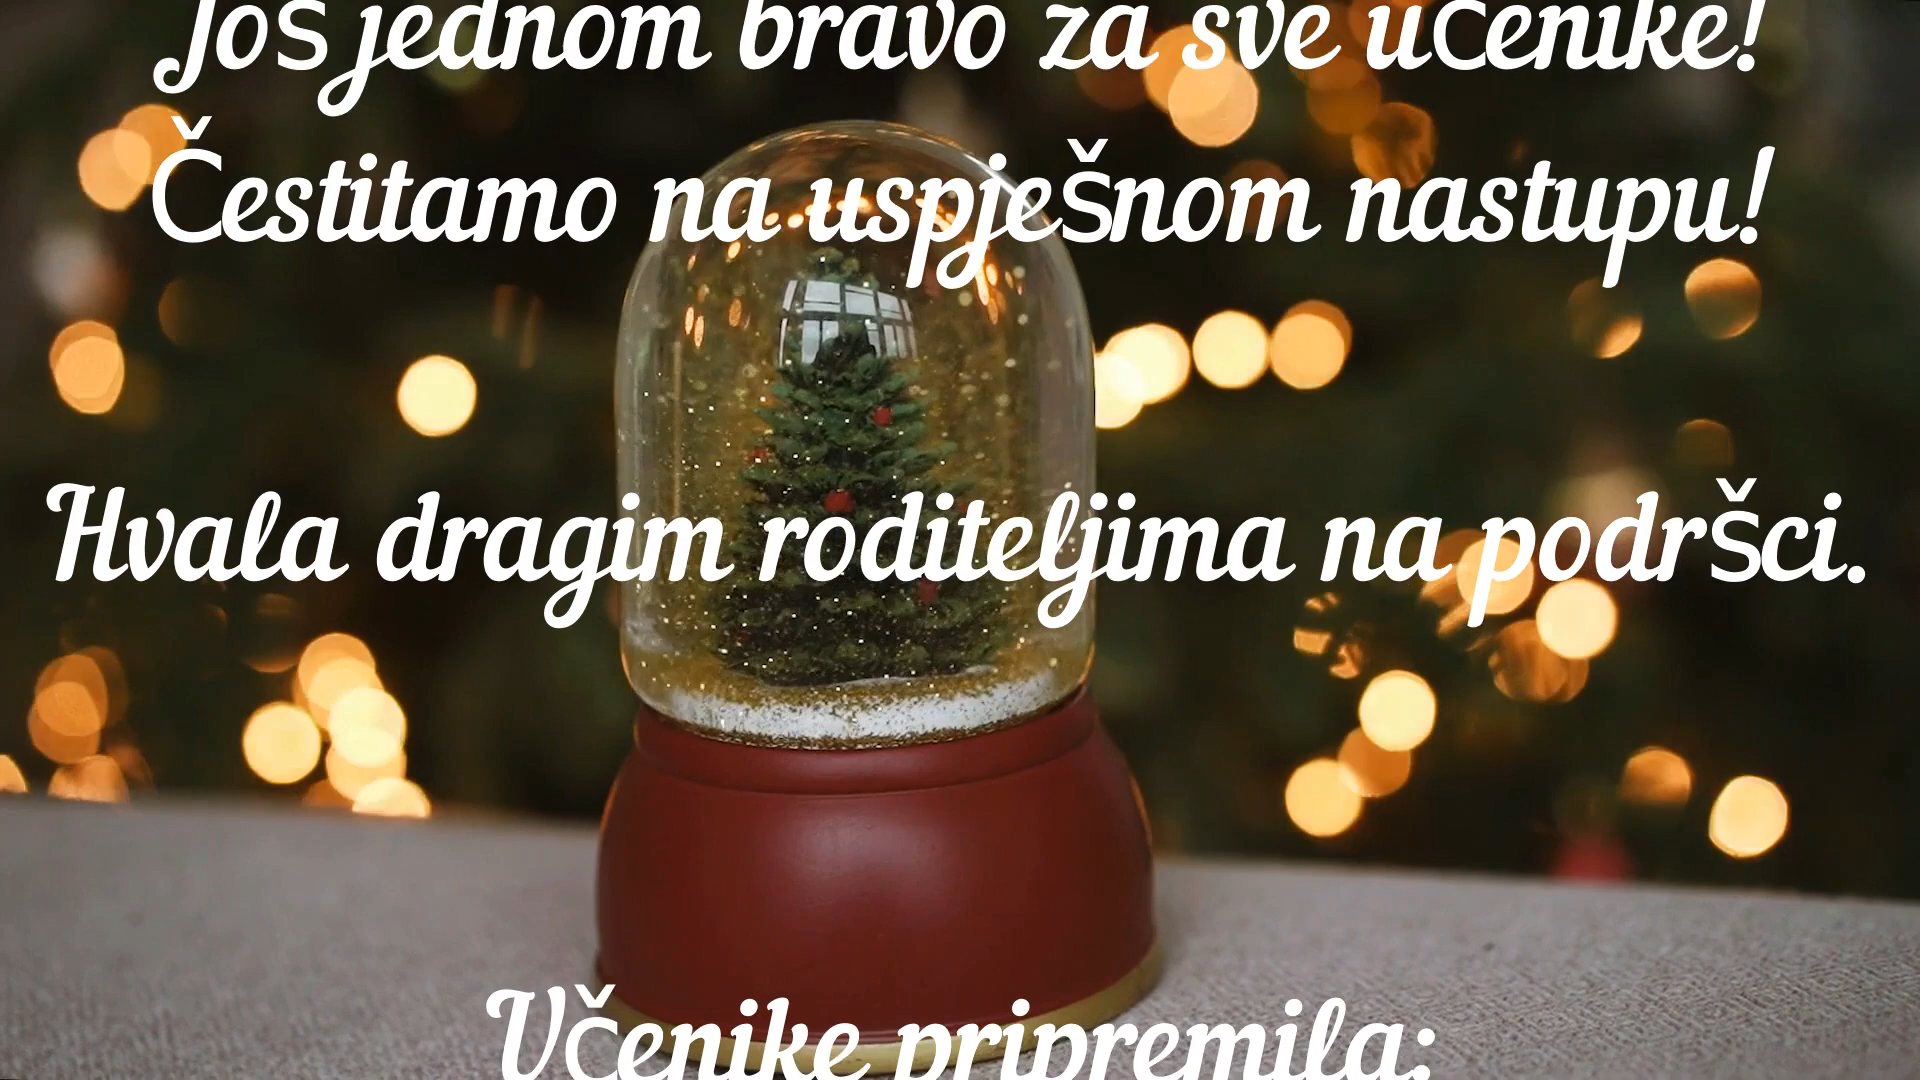 Još jednom bravo za sve učenike!
Čestitamo na uspješnom nastupu!
Hvala dragim roditeljima na podršci.
Učenike pripremila: